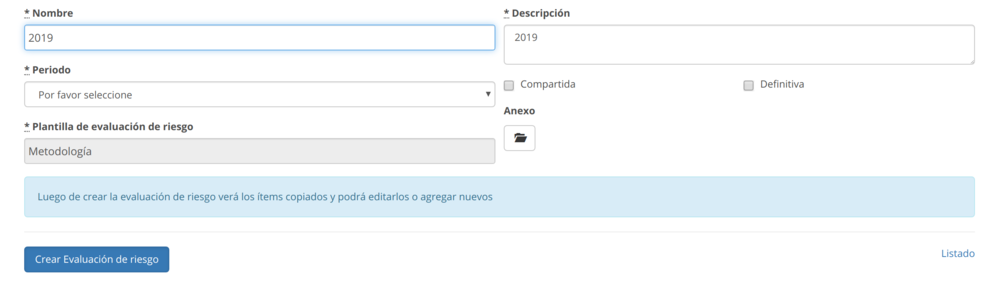 * Nombre
2019
* Periodo
Por favor seleccione
* Plantilla de evaluación de riesgo
Metodología
* Descripción
2019
Compartida
Definitiva
Anexo
Luego de crear la evaluación de riesgo verá los ítems copiados y podrá editarlos o agregar nuevos
Crear Evaluación de riesgo
Listado